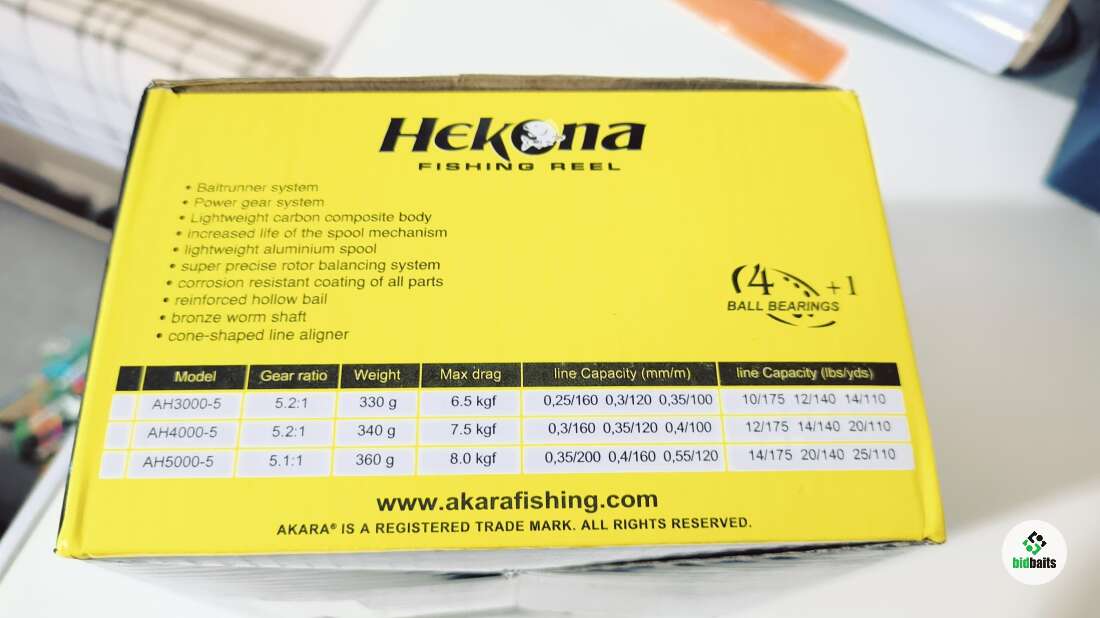 Hekona
FISHING REEL
• Baitrunner system
• Power gear system
• Lightweight carbon composite body
• increased life of the spool mechanism
• lightweight aluminium spool
• super precise rotor balancing system
• corrosion resistant coating of all parts
• reinforced hollow bail
• bronze worm shaft
• cone-shaped line aligner
4 +1
BALL BEARINGS
Model Gear ratio Weight Max drag line Capacity (mm/m) line Capacity (lbs/yds)
AH3000-5 5.2:1 330 g 6.5 kgf 0,25/160 0,3/120 0,35/100 10/175 12/140 14/110
AH4000-5 5.2:1 340 g 7.5 kgf 0,3/160 0,35/120 0,4/100 12/175 14/140 20/110
AH5000-5 5.1:1 360 g 8.0 kgf 0,35/200 0,4/160 0,55/120 14/175 20/140 25/110
www.akarafishing.com
AKARA® IS A REGISTERED TRADE MARK. ALL RIGHTS RESERVED.
bidbaits